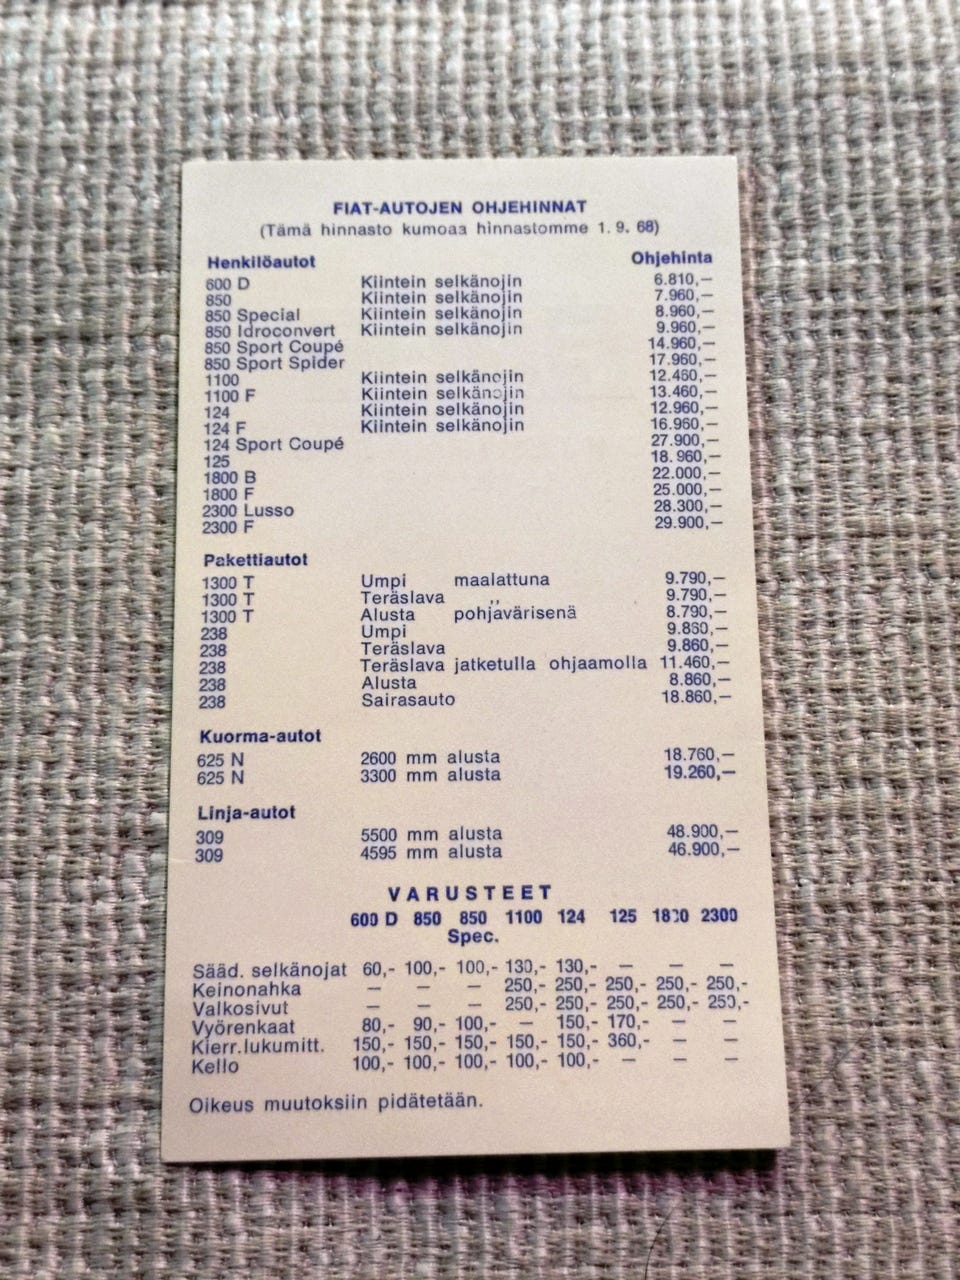 FIAT-AUTOJEN OHJEHINNAT
(Tämä hinnasto kumoaa hinnastomme 1. 9. 68)
Henkilöautot Ohjehinta
600 D Kiintein selkänojin 6.810,—
850 Kiintein selkänojin 7.960,—
850 Special Kiintein selkänojin 8.960,—
850 Idroconvert Kiintein selkänojin 9.960,—
850 Sport Coupé 14.960,—
850 Sport Spider 17.960,—
1100 Kiintein selkänojin 12.460,—
1100 F Kiintein selkänojin 13.460,—
124 Kiintein selkänojin 12.960,—
124 F Kiintein selkänojin 16.960,—
124 Sport Coupé 27.900,—
125 18.960,—
1800 B 22.000,—
1800 F 25.000,—
2300 Lusso 28.300,—
2300 F 29.900,—
Pakettiautot
1300 T Umpi maalattuna 9.790,—
1300 T Teräslava ,, 9.790,—
1300 T Alusta pohjavärisenä 8.790,—
238 Umpi 9.860,—
238 Teräslava 9.860,—
238 Teräslava jatketulla ohjaamolla 11.460,—
238 Alusta 8.860,—
238 Sairasauto 18.860,—
Kuorma-autot
625 N 2600 mm alusta 18.760,—
625 N 3300 mm alusta 19.260,—
Linja-autot
309 5500 mm alusta 48.900,—
309 4595 mm alusta 46.900,—
VARUSTEET
600 D 850 850 1100 124 125 1800 2300
Spec.
Sääd. selkänojat 60,- 100,- 100,- 130,- 130,- — — —
Keinonahka — — — 250,- 250,- 250,- 250,- 250,-
Valkosivut — — — 250,- 250,- 250,- 250,- 250,-
Vyörenkaat 80,- 90,- 100,- — 150,- 170,- — —
Kierr.lukumitt. 150,- 150,- 150,- 150,- 150,- 360,- — —
Kello 100,- 100,- 100,- 100,- 100,- — — —
Oikeus muutoksiin pidätetään.